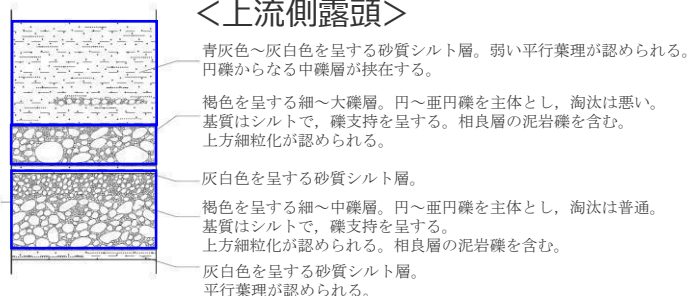 ＜上流側露頭＞
青灰色～灰白色を呈する砂質シルト層。弱い平行葉理が認められる。
円礫からなる中礫層が挟在する。
褐色を呈する細～大礫層。円～亜円礫を主体とし，淘汰は悪い。
基質はシルトで，礫支持を呈する。相良層の泥岩礫を含む。
上方細粒化が認められる。
灰白色を呈する砂質シルト層。
褐色を呈する細～中礫層。円～亜円礫を主体とし，淘汰は普通。
基質はシルトで，礫支持を呈する。
上方細粒化が認められる。相良層の泥岩礫を含む。
灰白色を呈する砂質シルト層。
平行葉理が認められる。